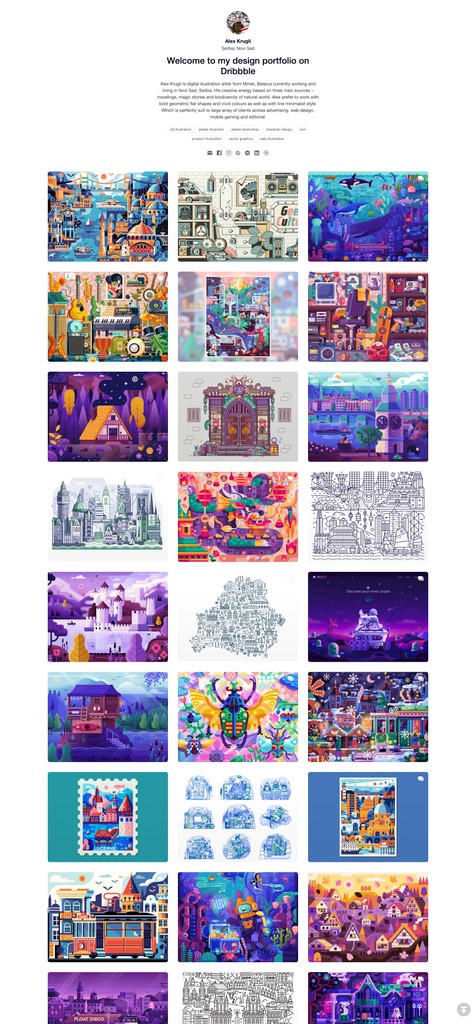 Alex Krugli
Serbia, Novi Sad
Welcome to my design portfolio on
Dribbble
Alex Krugli is digital illustration artist from Minsk, Belarus currently working and
living in Novi Sad, Serbia. His creative energy based on three main sources –
travelings, magic stories and biodiversity of natural world. Alex prefer to work with
bold geometric flat shapes and vivid colours as well as with line minimalist style.
Which is perfectly suit to large array of clients across advertising, web design,
mobile gaming and editorial.
2d illustration adobe illustrator adobe photoshop character design icon
product illustration vector graphics web illustration
Geek
Discover your inner utopia
FLOAT DISCO